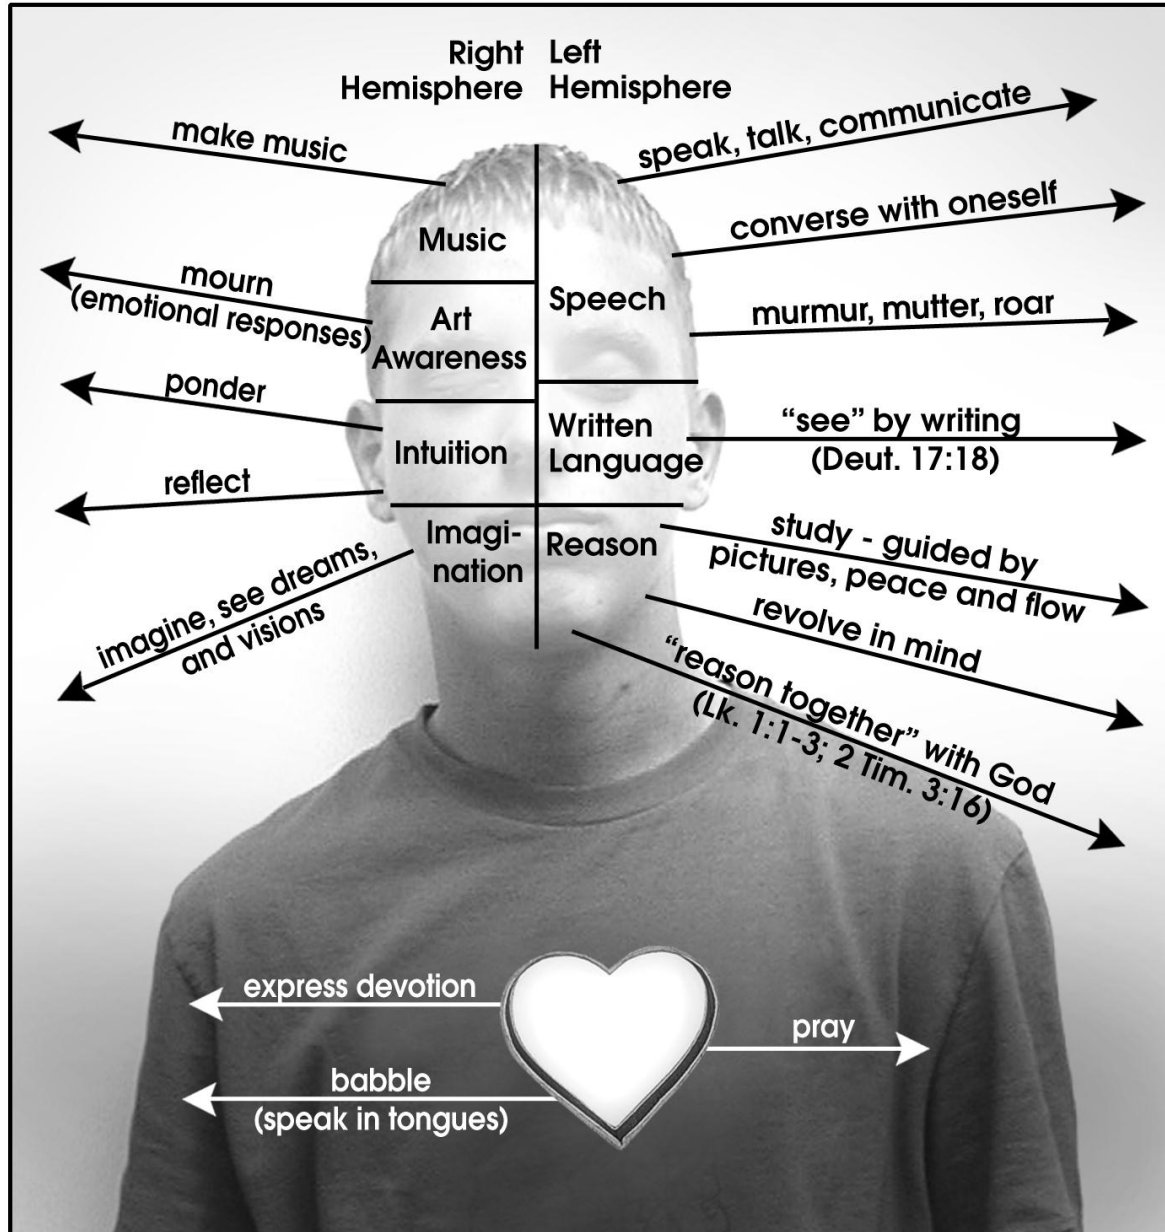 Right
Hemisphere
Left
Hemisphere
make music
mourn
(emotional responses)
ponder
reflect
imagine, see dreams,
and visions
Music
Art
Awareness
Intuition
Imagi-
nation
Speech
Written
Language
Reason
speak, talk, communicate
converse with oneself
murmur, mutter, roar
“see” by writing
(Deut. 17:18)
study - guided by
pictures, peace and flow
revolve in mind
“reason together” with God
(Lk. 1:1-3; 2 Tim. 3:16)
express devotion
babble
(speak in tongues)
pray